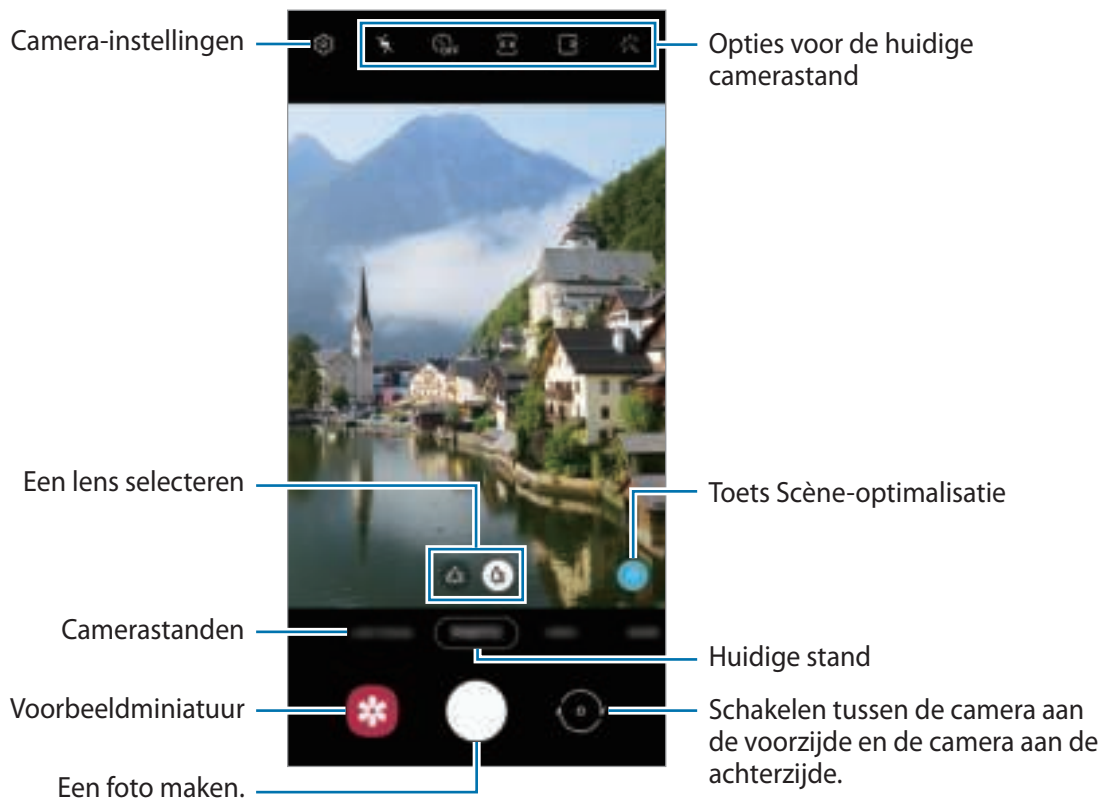 Camera-instellingen
OFF
Opties voor de huidige
camerastand
Een lens selecteren
Toets Scène-optimalisatie
Camerastanden
Huidige stand
Voorbeeldminiatuur
Schakelen tussen de camera aan
de voorzijde en de camera aan de
achterzijde.
Een foto maken.